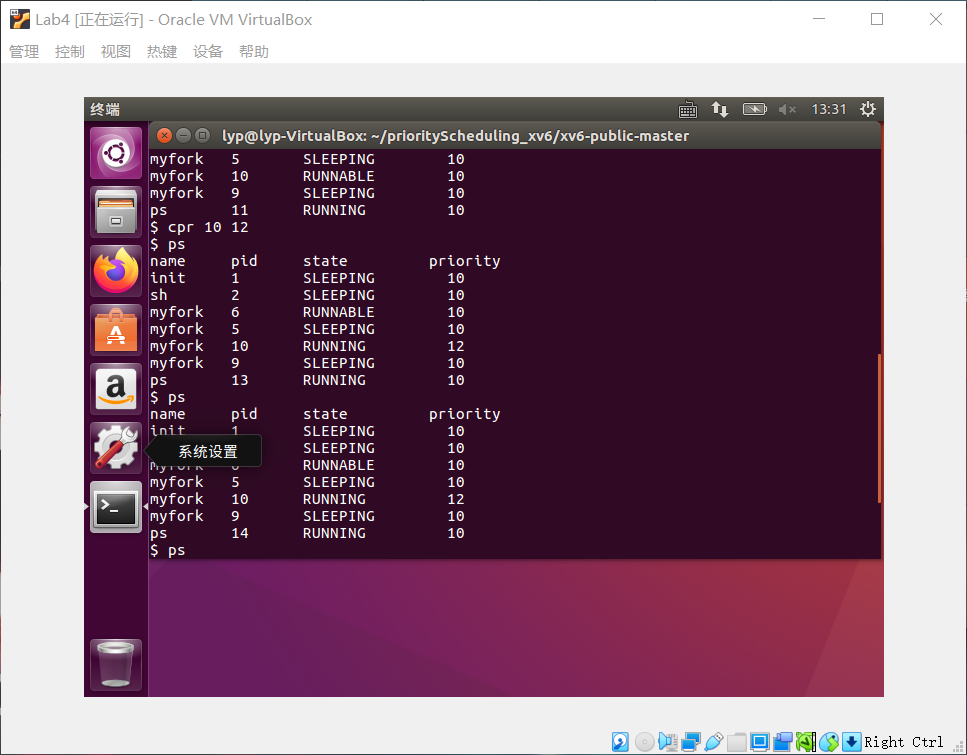 Lab4 [正在运行] - Oracle VM VirtualBox
管理 控制 视图 热键 设备 帮助
终端 13:31
lyp@lyp-VirtualBox: ~/priorityScheduling_xv6/xv6-public-master
myfork 5 SLEEPING 10
myfork 10 RUNNABLE 10
myfork 9 SLEEPING 10
ps 11 RUNNING 10
$ cpr 10 12
$ ps
name pid state priority
init 1 SLEEPING 10
sh 2 SLEEPING 10
myfork 6 RUNNABLE 10
myfork 5 SLEEPING 10
myfork 10 RUNNING 12
myfork 9 SLEEPING 10
ps 13 RUNNING 10
$ ps
name pid state priority
init 1 SLEEPING 10
系统设置 SLEEPING 10
myfork 6 RUNNABLE 10
myfork 5 SLEEPING 10
myfork 10 RUNNING 12
myfork 9 SLEEPING 10
ps 14 RUNNING 10
$ ps
Right Ctrl